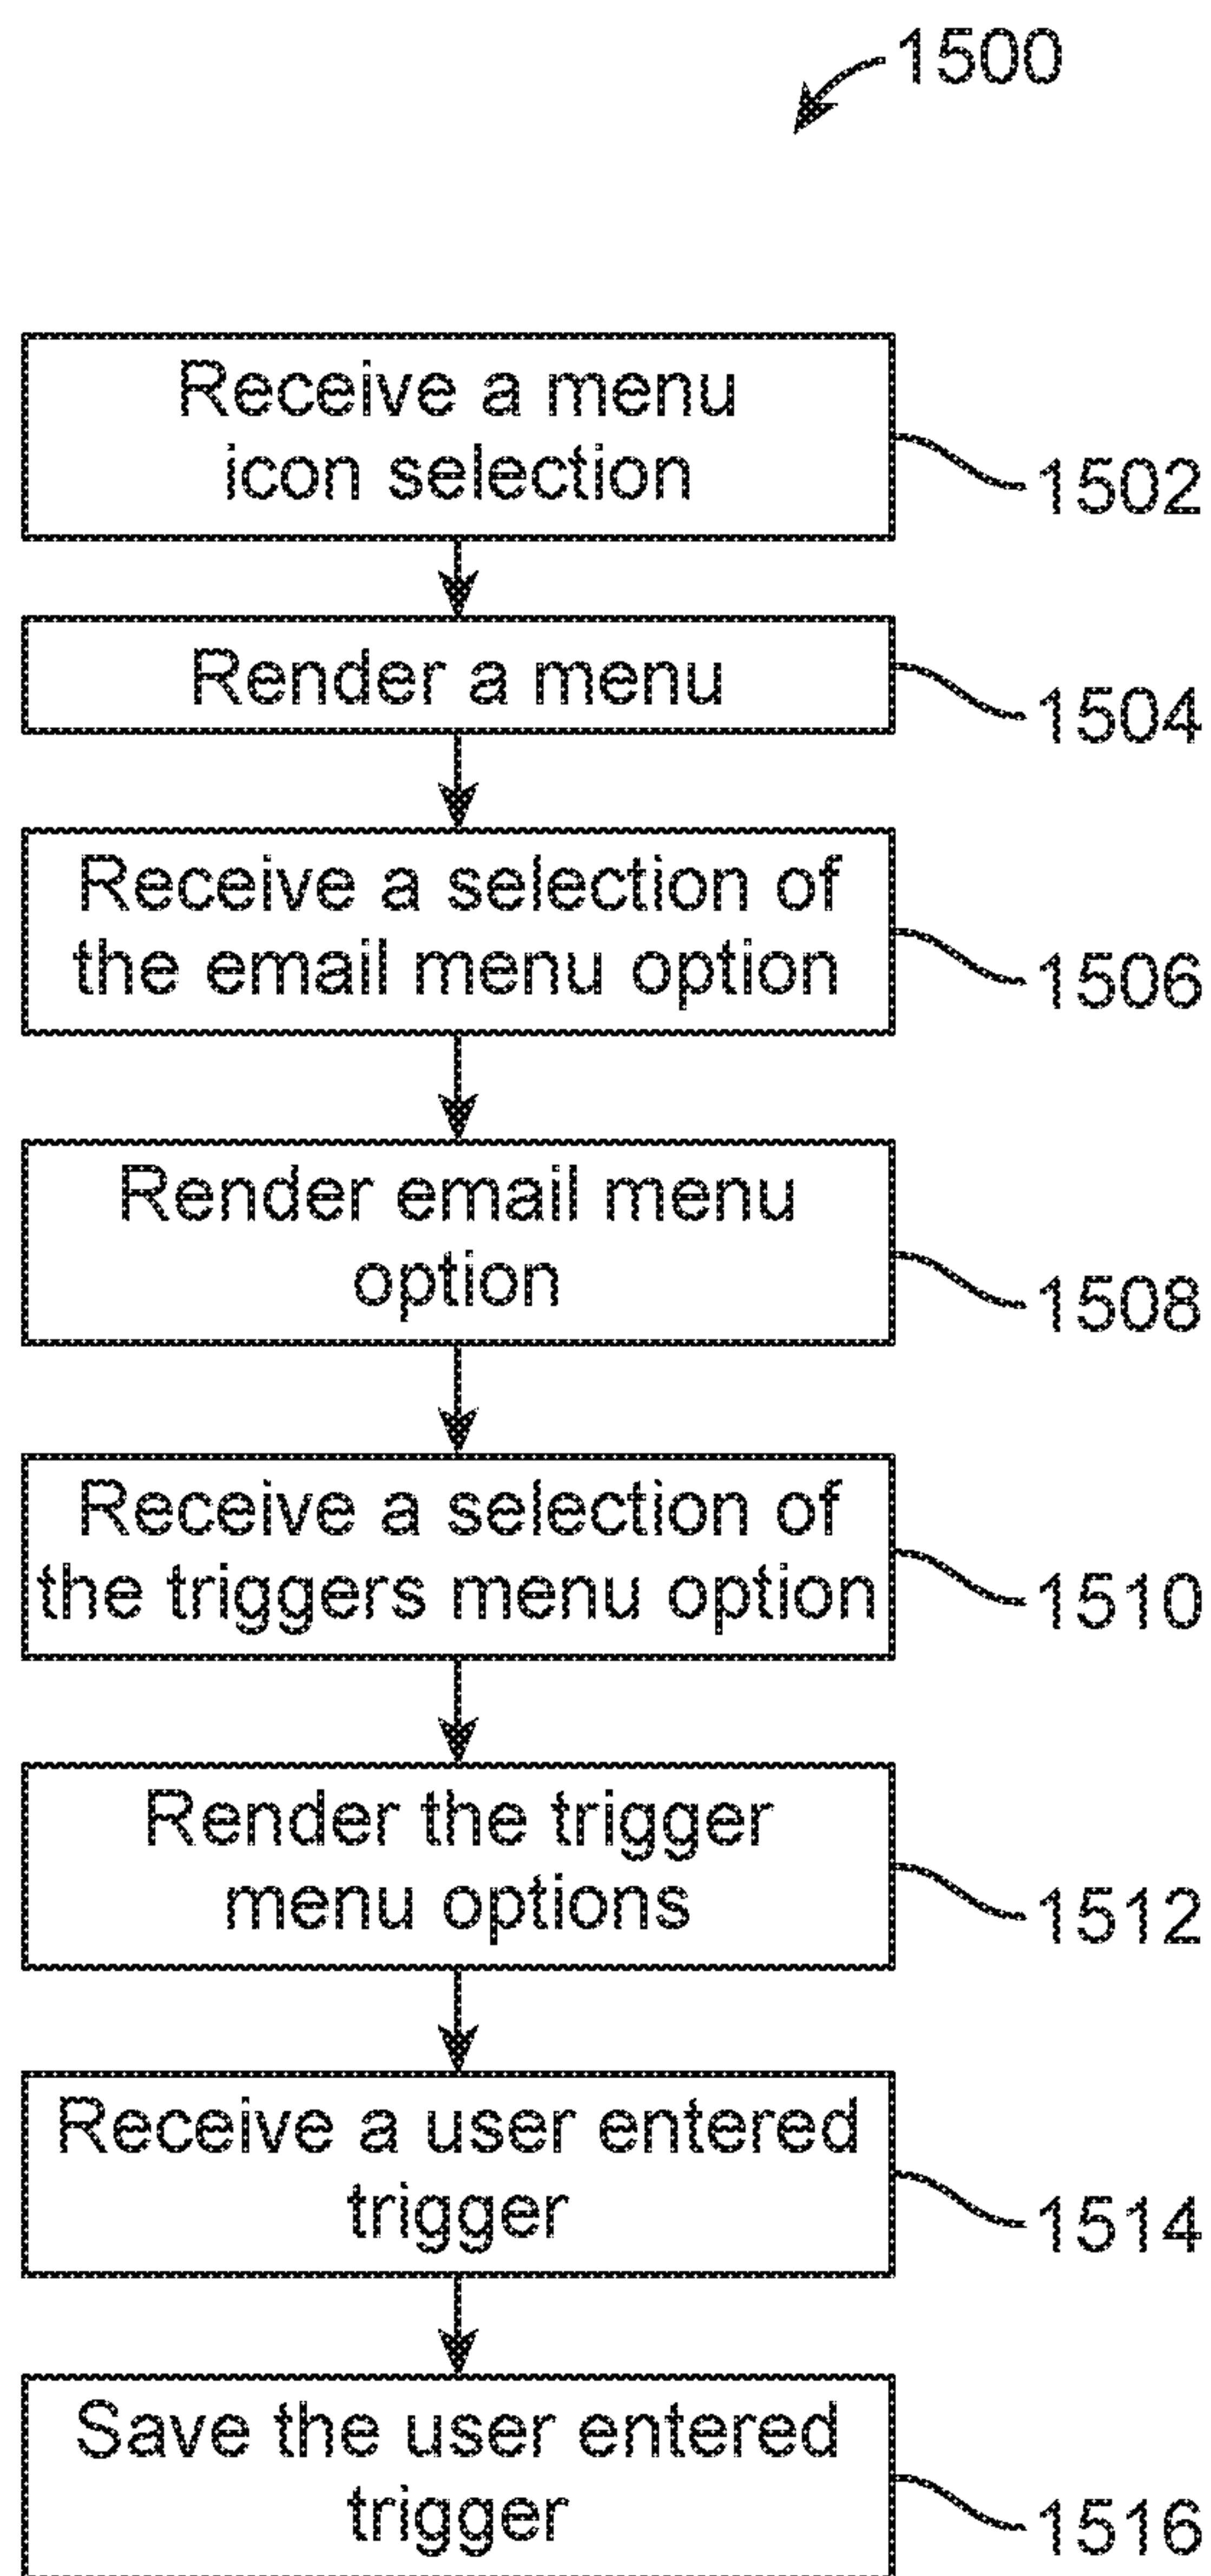 1500
Receive a menu
icon selection
1502
Render a menu
1504
Receive a selection of
the email menu option
1506
Render email menu
option
1508
Receive a selection of
the triggers menu option
1510
Render the trigger
menu options
1512
Receive a user entered
trigger
1514
Save the user entered
trigger
1516